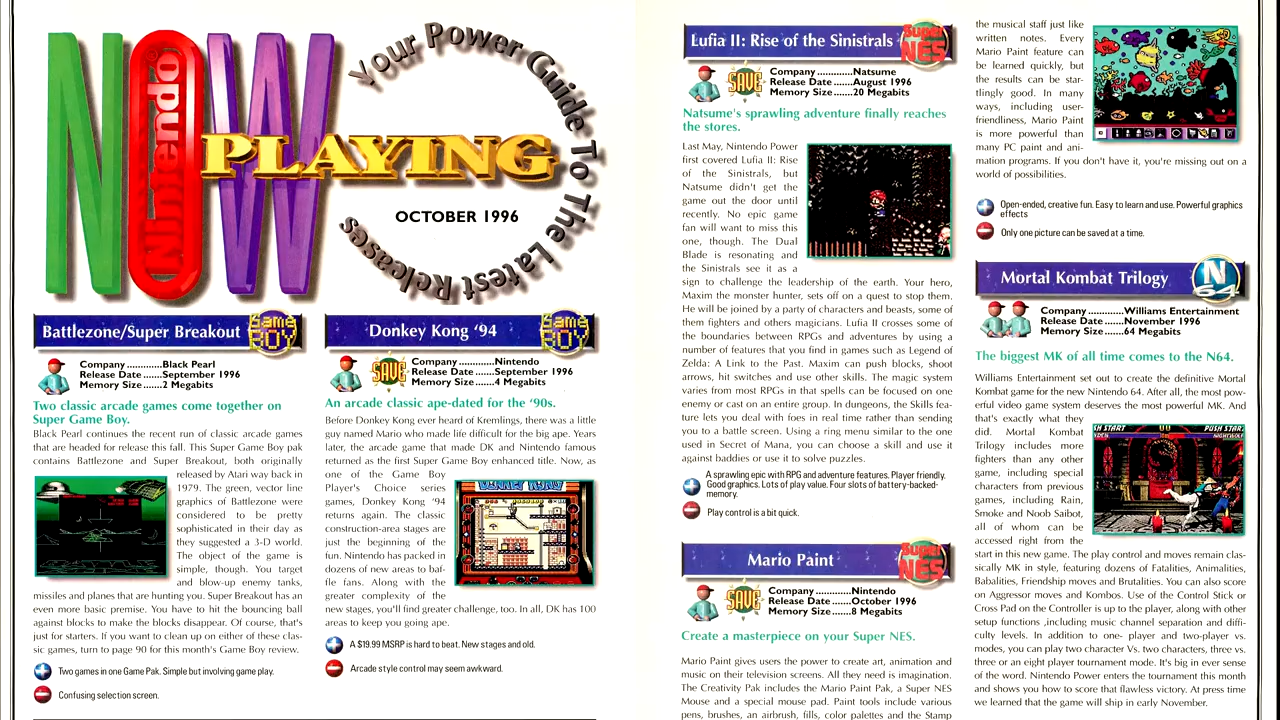 NOW
Nintendo
PLAYING
Your Power Guide To The Latest Releases
OCTOBER 1996
Battlezone/Super Breakout
Game
BOY
Company ............Black Pearl
Release Date .......September 1996
Memory Size .......2 Megabits
Two classic arcade games come together on
Super Game Boy.
Black Pearl continues the recent run of classic arcade games
that are headed for release this fall. This Super Game Boy pak
contains Battlezone and Super Breakout, both originally
released by Atari way back in
1979. The green, vector line
graphics of Battlezone were
considered to be pretty
sophisticated in their day as
they suggested a 3-D world.
The object of the game is
simple, though. You target
and blow-up enemy tanks,
missiles and planes that are hunting you. Super Breakout has an
even more basic premise. You have to hit the bouncing ball
against blocks to make the blocks disappear. Of course, that's
just for starters. If you want to clean up on either of these clas-
sic games, turn to page 90 for this month's Game Boy review.
Two games in one Game Pak. Simple but involving game play.
Confusing selection screen.
Donkey Kong '94
Game
BOY
SAVE
Company ............Nintendo
Release Date .......September 1996
Memory Size .......4 Megabits
An arcade classic ape-dated for the '90s.
Before Donkey Kong ever heard of Kremlings, there was a little
guy named Mario who made life difficult for the big ape. Years
later, the arcade game that made DK and Nintendo famous
returned as the first Super Game Boy enhanced title. Now, as
one of the Game Boy
Player's Choice series
games, Donkey Kong '94
returns again. The classic
construction-area stages are
just the beginning of the
fun. Nintendo has packed in
dozens of new areas to baf-
fle fans. Along with the
greater complexity of the
new stages, you'll find greater challenge, too. In all, DK has 100
areas to keep you going ape.
DONKEY KONG
A $19.99 MSRP is hard to beat. New stages and old.
Arcade style control may seem awkward.
Lufia II: Rise of the Sinistrals
Super
NES
SAVE
Company ............Natsume
Release Date .......August 1996
Memory Size .......20 Megabits
Natsume's sprawling adventure finally reaches
the stores.
Last May, Nintendo Power
first covered Lufia II: Rise
of the Sinistrals, but
Natsume didn't get the
game out the door until
recently. No epic game
fan will want to miss this
one, though. The Dual
Blade is resonating and
the Sinistrals see it as a
sign to challenge the leadership of the earth. Your hero,
Maxim the monster hunter, sets off on a quest to stop them.
He will be joined by a party of characters and beasts, some of
them fighters and others magicians. Lufia II crosses some of
the boundaries between RPGs and adventures by using a
number of features that you find in games such as Legend of
Zelda: A Link to the Past. Maxim can push blocks, shoot
arrows, hit switches and use other skills. The magic system
varies from most RPGs in that spells can be focused on one
enemy or cast on an entire group. In dungeons, the Skills fea-
ture lets you deal with foes in real time rather than sending
you to a battle screen. Using a ring menu similar to the one
used in Secret of Mana, you can choose a skill and use it
against baddies or use it to solve puzzles.
A sprawling epic with RPG and adventure features. Player friendly.
Good graphics. Lots of play value. Four slots of battery-backed-
memory.
Play control is a bit quick.
Mario Paint
Super
NES
SAVE
Company ............Nintendo
Release Date .......October 1996
Memory Size .......8 Megabits
Create a masterpiece on your Super NES.
Mario Paint gives users the power to create art, animation and
music on their television screens. All they need is imagination.
The Creativity Pak includes the Mario Paint Pak, a Super NES
Mouse and a special mouse pad. Paint tools include various
pens, brushes, an airbrush, fills, color palettes and the Stamp
the musical staff just like
written notes. Every
Mario Paint feature can
be learned quickly, but
the results can be star-
tlingly good. In many
ways, including user-
friendliness, Mario Paint
is more powerful than
many PC paint and ani-
mation programs. If you don't have it, you're missing out on a
world of possibilities.
Open-ended, creative fun. Easy to learn and use. Powerful graphics
effects
Only one picture can be saved at a time.
Mortal Kombat Trilogy
N
64
Company ............Williams Entertainment
Release Date .......November 1996
Memory Size .......64 Megabits
The biggest MK of all time comes to the N64.
Williams Entertainment set out to create the definitive Mortal
Kombat game for the new Nintendo 64. After all, the most pow-
erful video game system deserves the most powerful MK. And
that's exactly what they
did. Mortal Kombat
Trilogy includes more
fighters than any other
game, including special
characters from previous
games, including Rain,
Smoke and Noob Saibot,
all of whom can be
accessed right from the
start in this new game. The play control and moves remain clas-
sically MK in style, featuring dozens of Fatalities, Animalities,
Babalities, Friendship moves and Brutalities. You can also score
on Aggressor moves and Kombos. Use of the Control Stick or
Cross Pad on the Controller is up to the player, along with other
setup functions ,including music channel separation and diffi-
culty levels. In addition to one- player and two-player vs.
modes, you can play two character Vs. two characters, three vs.
three or an eight player tournament mode. It's big in ever sense
of the word. Nintendo Power enters the tournament this month
and shows you how to score that flawless victory. At press time
we learned that the game will ship in early November.
SH START
PUSH STAR
NIGHTWOLF